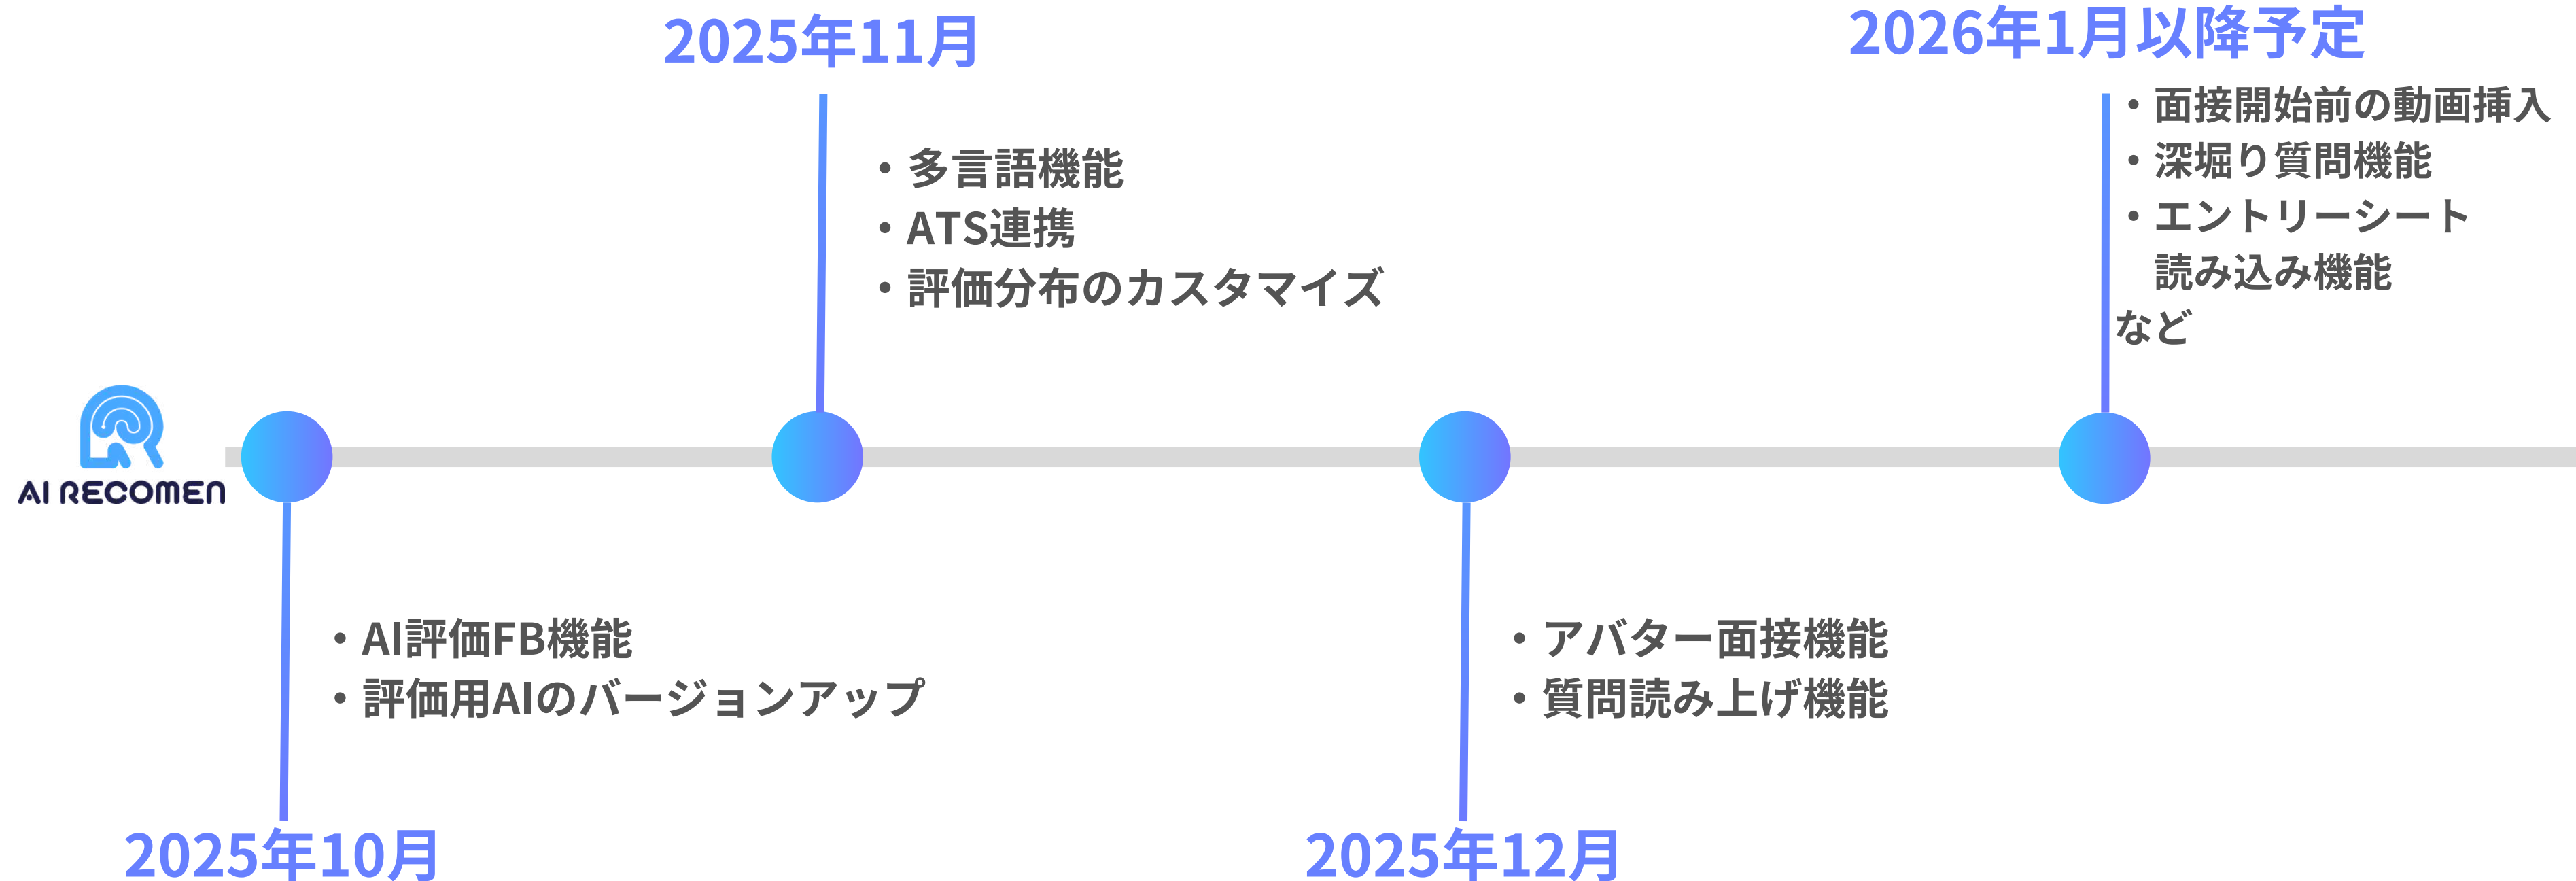 2025年11月
・多言語機能
・ATS連携
・評価分布のカスタマイズ
2026年1月以降予定
・面接開始前の動画挿入
・深堀り質問機能
・エントリーシート
読み込み機能
など
AI RECOMEN
・AI評価FB機能
・評価用AIのバージョンアップ
2025年10月
・アバター面接機能
・質問読み上げ機能
2025年12月